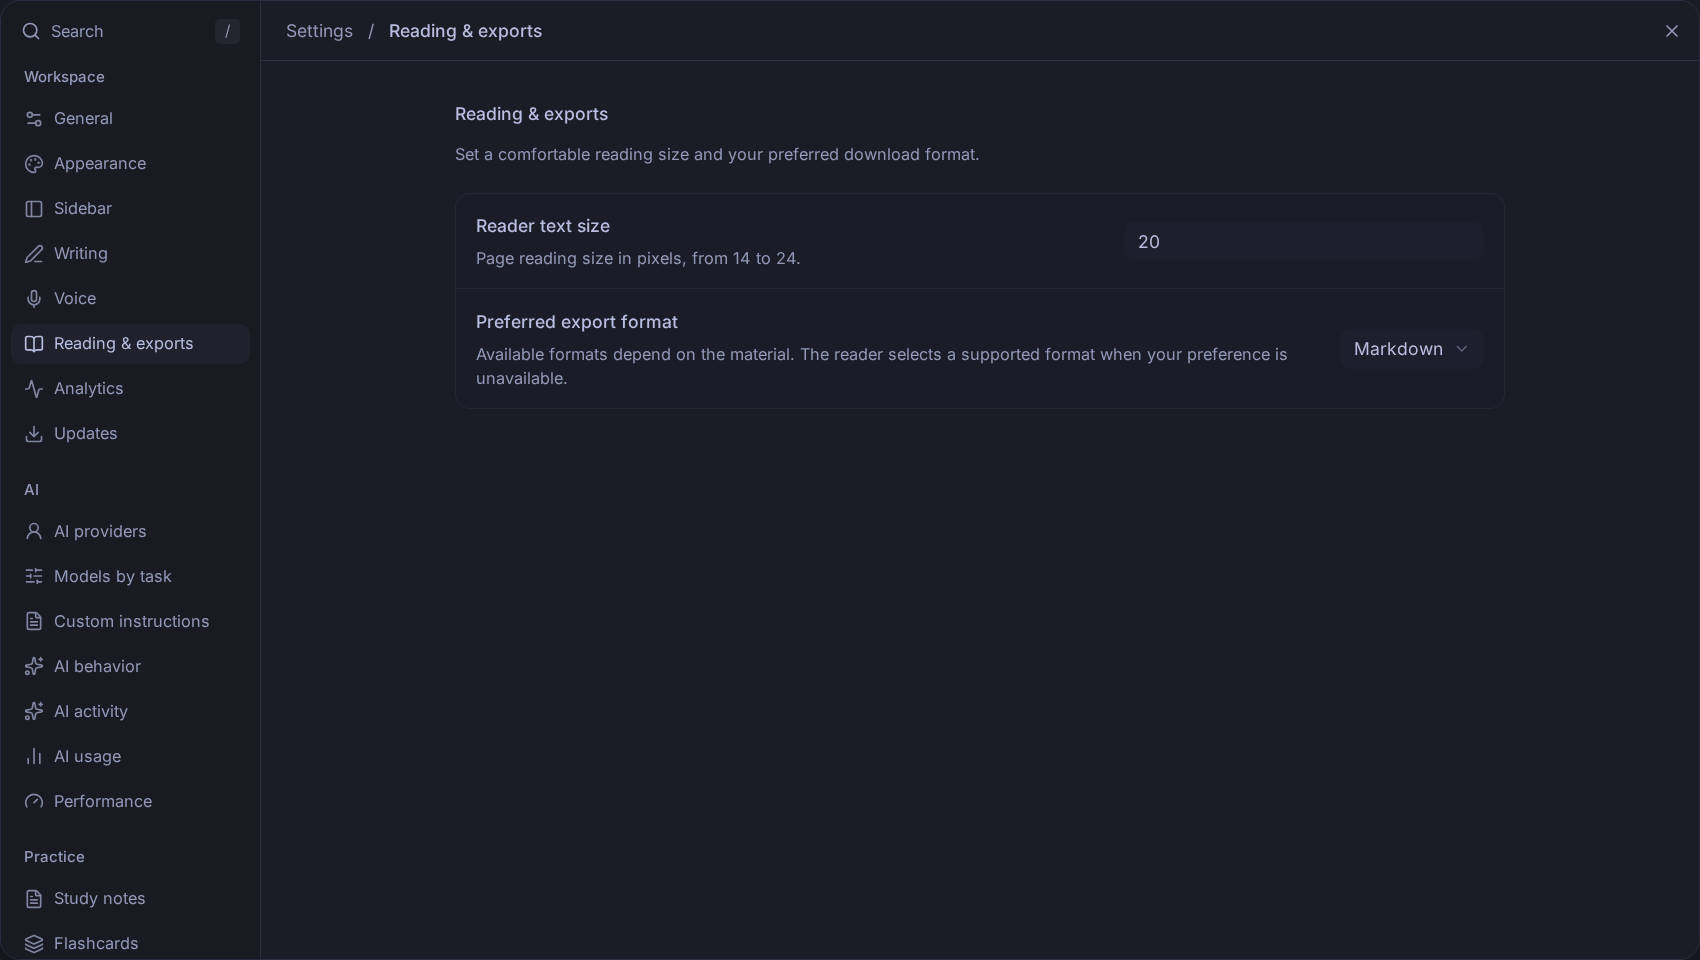 Search
/
Workspace
General
Appearance
Sidebar
Writing
Voice
Reading & exports
Analytics
Updates
AI
AI providers
Models by task
Custom instructions
AI behavior
AI activity
AI usage
Performance
Practice
Study notes
Flashcards
Settings / Reading & exports
Reading & exports
Set a comfortable reading size and your preferred download format.
Reader text size
Page reading size in pixels, from 14 to 24.
20
Preferred export format
Available formats depend on the material. The reader selects a supported format when your preference is
unavailable.
Markdown